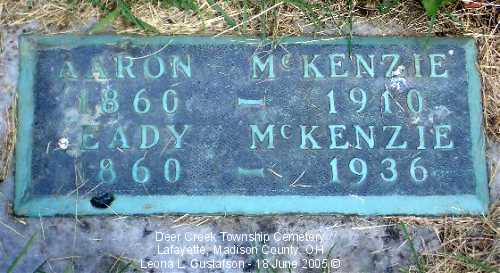 AARON McKENZIE
1860 – 1910
EADY McKENZIE
860 – 1936
Deer Creek Township Cemetery
Lafayette, Madison County, OH
Leona L. Gustafson - 18 June 2005 ©